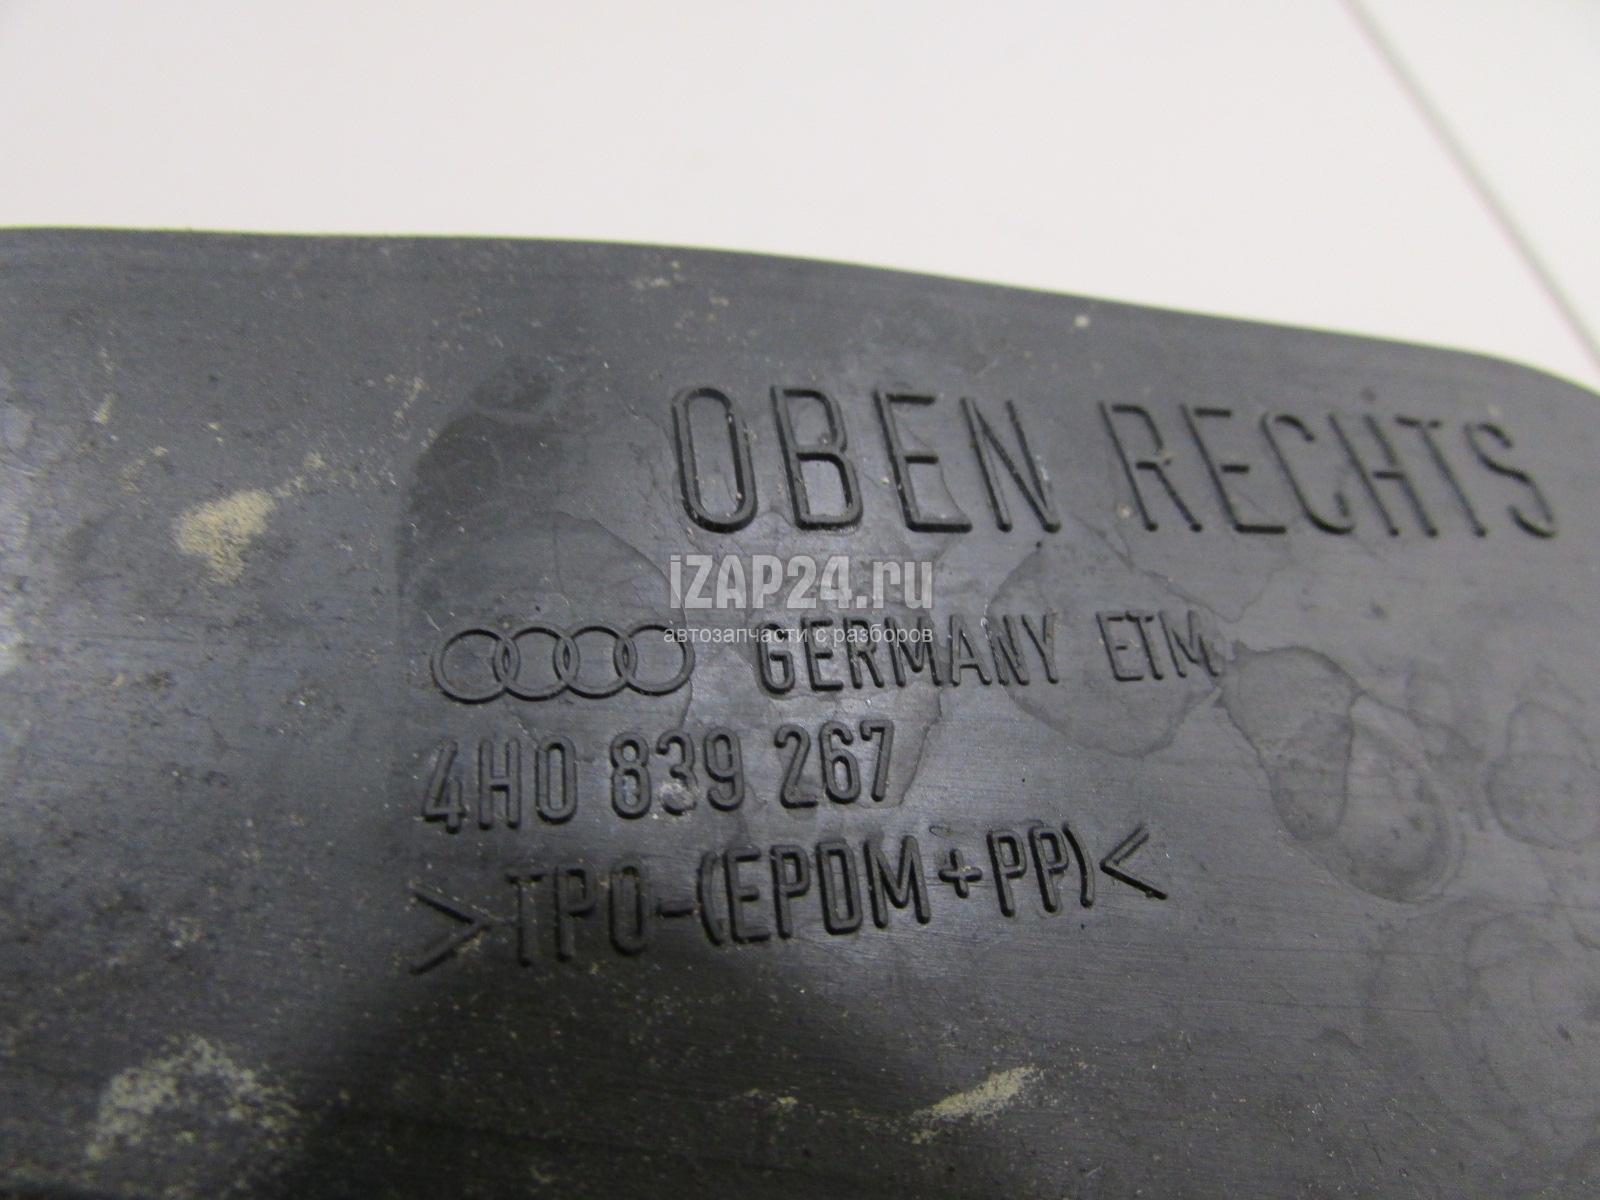 OBEN RECHTS
iZAP24.ru
автозапчасти с разборов
GERMANY ETM
4H0 839 267
>TPO-(EPDM+PP)<